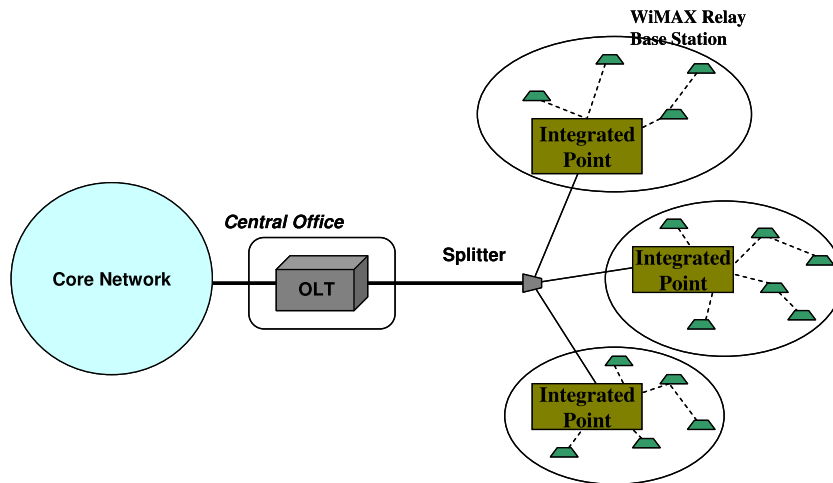 WiMAX Relay
Base Station
Integrated
Point
Central Office
Splitter
Core Network
OLT
Integrated
Point
Integrated
Point